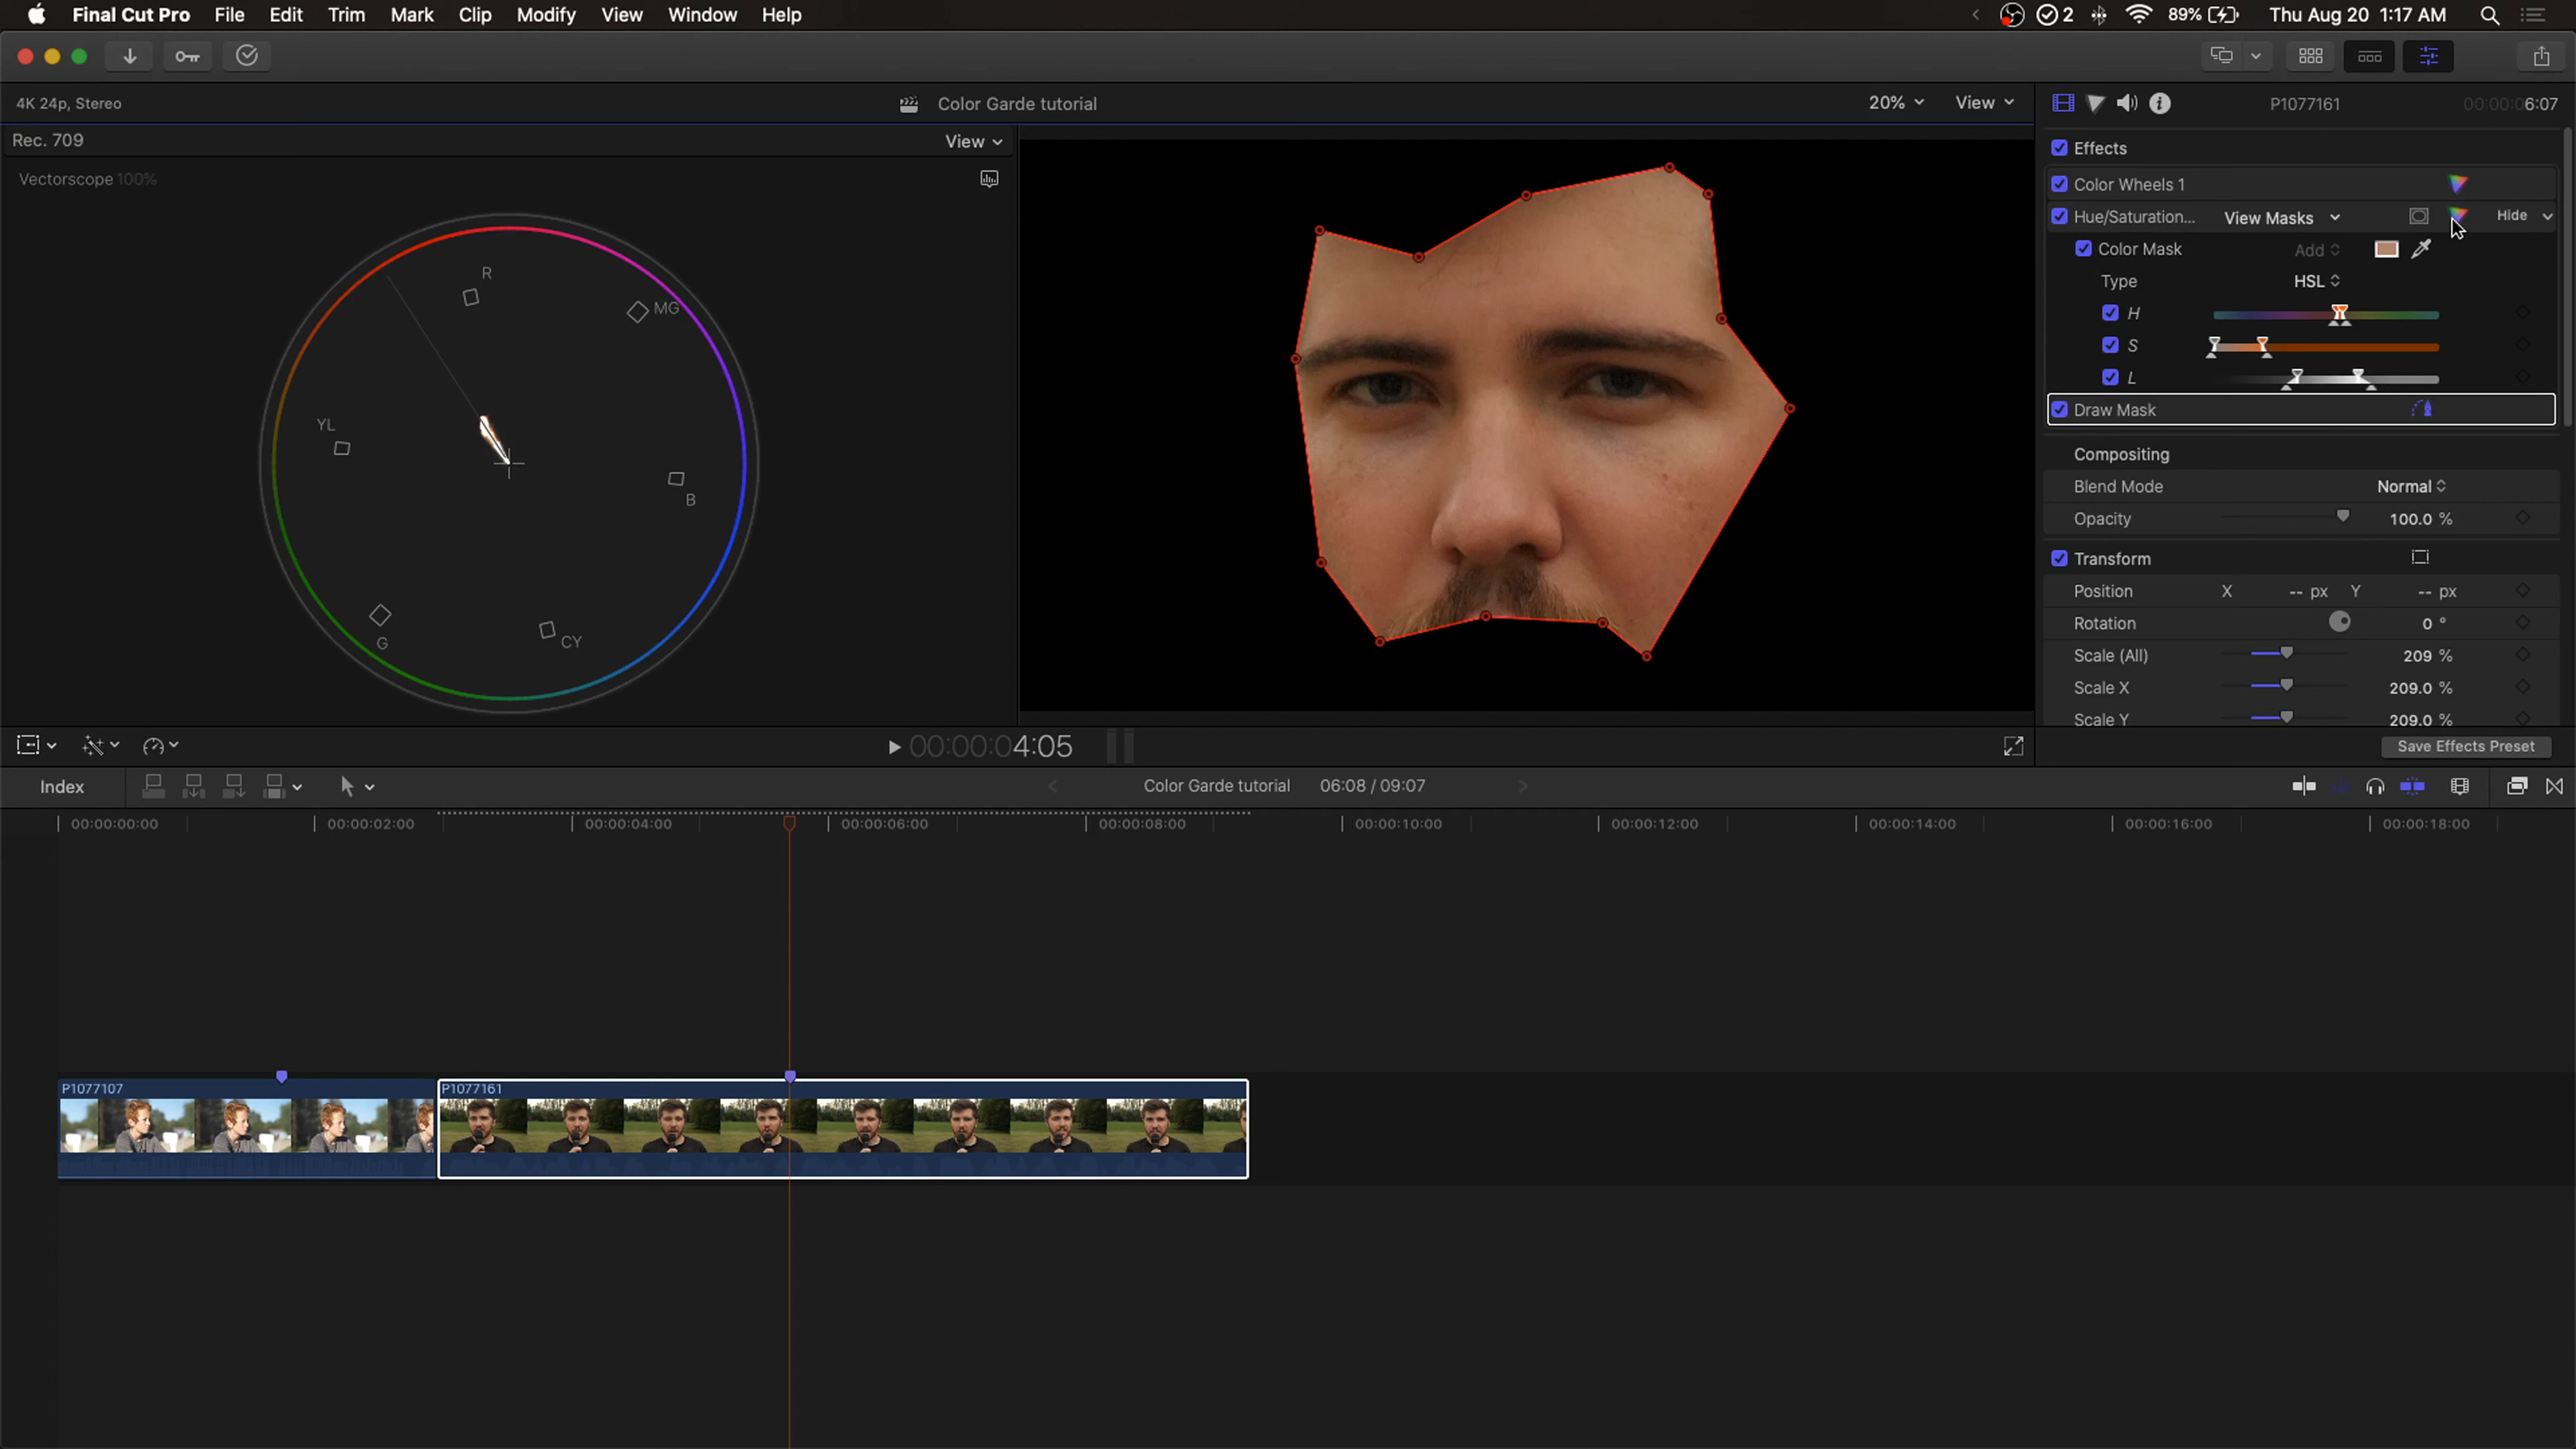 Final Cut Pro File Edit Trim Mark Clip Modify View Window Help 2 89% Thu Aug 20 1:17 AM
4K 24p, Stereo Color Garde tutorial 20% View P1077161 00:00:06:07
Rec. 709 View
Vectorscope 100%
R
MG
YL
B
G
CY
Effects
Color Wheels 1
Hue/Saturation... View Masks Hide
Color Mask Add
Type HSL
H
S
L
Draw Mask
Compositing
Blend Mode Normal
Opacity 100.0 %
Transform
Position X -- px Y -- px
Rotation 0 °
Scale (All) 209 %
Scale X 209.0 %
Scale Y 209.0 %
00:00:04:05 Save Effects Preset
Index Color Garde tutorial 06:08 / 09:07
00:00:00:00 00:00:02:00 00:00:04:00 00:00:06:00 00:00:08:00 00:00:10:00 00:00:12:00 00:00:14:00 00:00:16:00 00:00:18:00
P1077107 P1077161